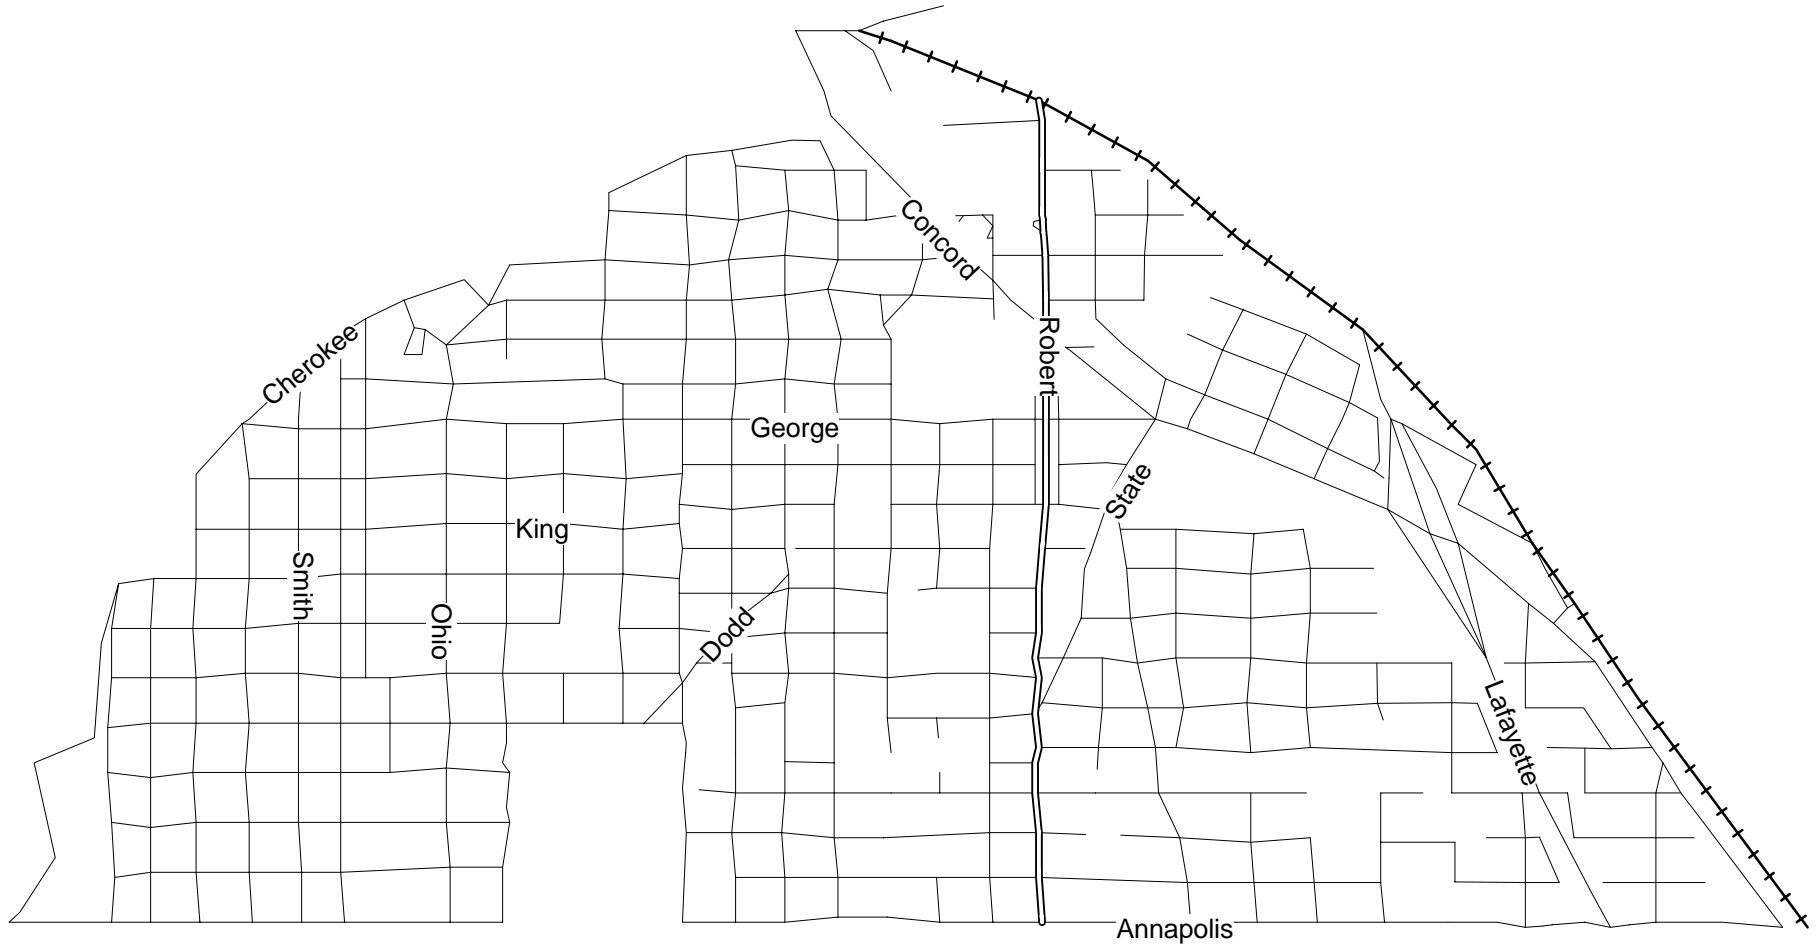 Concord
Robert
Cherokee
George
State
King
Smith
Ohio
Dodd
Lafayette
Annapolis